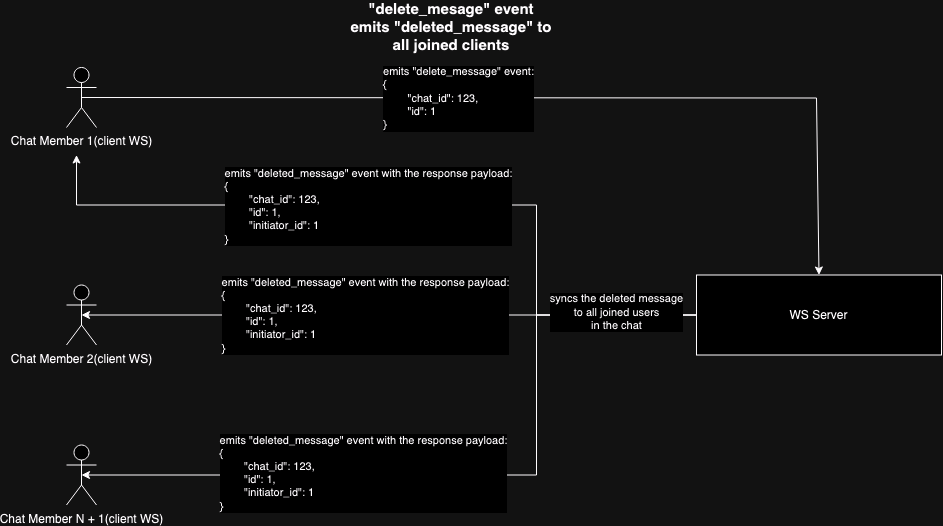 "delete_mesage" event
emits "deleted_message" to
all joined clients
emits "delete_message" event:
{
"chat_id": 123,
"id": 1
}
Chat Member 1(client WS)
emits "deleted_message" event with the response payload:
{
"chat_id": 123,
"id": 1,
"initiator_id": 1
}
emits "deleted_message" event with the response payload:
{
"chat_id": 123,
"id": 1,
"initiator_id": 1
}
syncs the deleted message
to all joined users
in the chat
WS Server
Chat Member 2(client WS)
emits "deleted_message" event with the response payload:
{
"chat_id": 123,
"id": 1,
"initiator_id": 1
}
Chat Member N + 1(client WS)